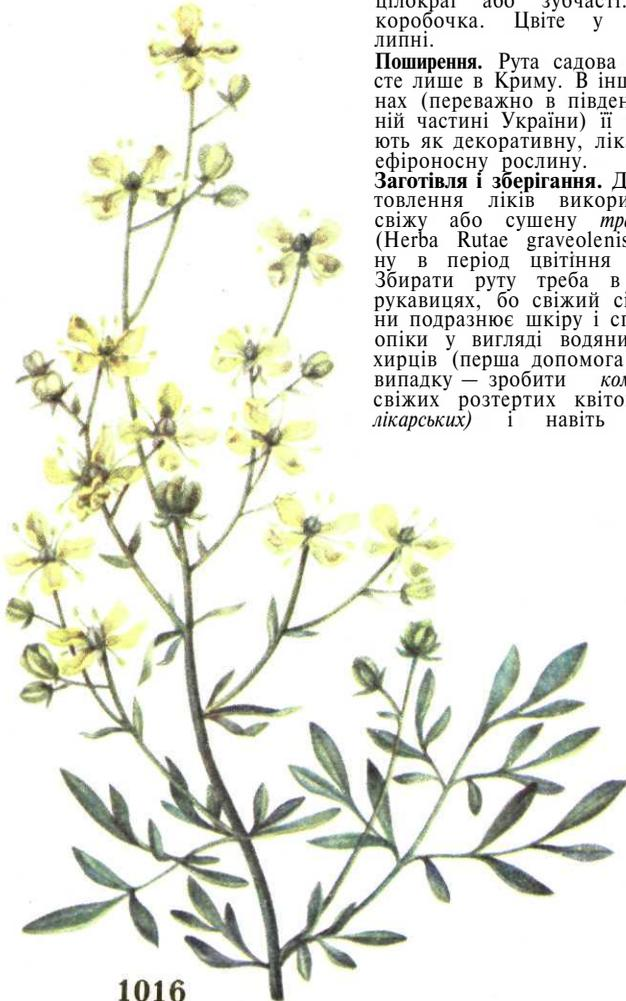 цілокраї або зубчасті.
коробочка. Цвіте у
липні.
Поширення. Рута садова
сте лише в Криму. В інш
нах (переважно в півден
ній частині України) її
ють як декоративну, лік
ефіроносну рослину.
Заготівля і зберігання. Д
товлення ліків викори
свіжу або сушену тра
(Herba Rutae graveolenis
ну в період цвітіння
Збирати руту треба в
рукавицях, бо свіжий сі
ни подразнює шкіру і сп
опіки у вигляді водяни
хирців (перша допомога
випадку — зробити ком
свіжих розтертих квіто
лікарських) і навіть
1016